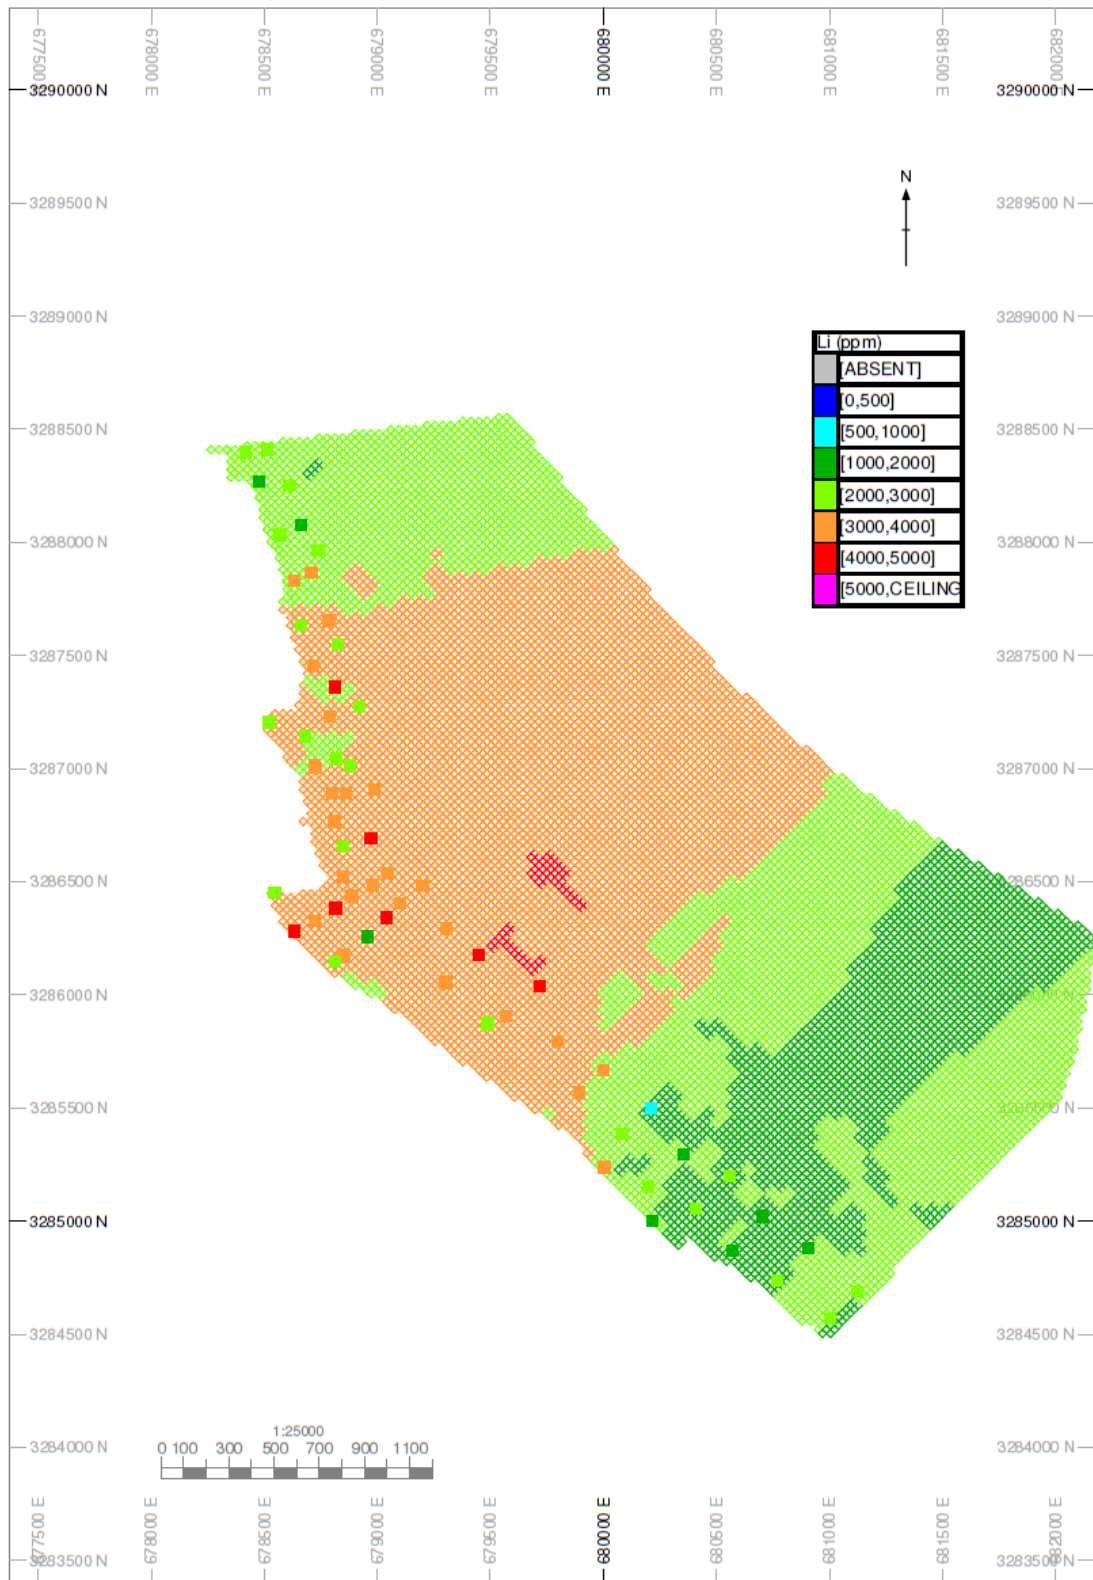 677500 E 678000 E 678500 E 679000 E 679500 E 680000 E 680500 E 681000 E 681500 E 682000 E
3290000 N 3290000 N
N
3289500 N 3289500 N
3289000 N 3289000 N
Li (ppm)
[ABSENT]
[0,500]
3288500 N 3288500 N
[500,1000]
[1000,2000]
[2000,3000]
[3000,4000]
3288000 N 3288000 N
[4000,5000]
[5000,CEILING
3287500 N 3287500 N
3287000 N 3287000 N
3286500 N 3286500 N
3286000 N 3286000 N
3285500 N 3285500 N
3285000 N 3285000 N
3284500 N 3284500 N
1:25000
0 100 300 500 700 900 1100
3284000 N 3284000 N
677500 E 678000 E 678500 E 679000 E 679500 E 680000 E 680500 E 681000 E 681500 E 682000 E
3283500 N 3283500 N